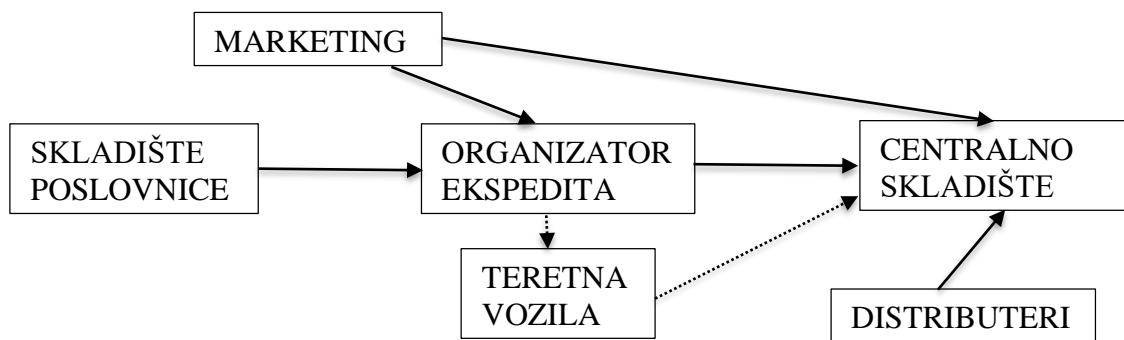 MARKETING
SKLADIŠTE
POSLOVNICE
ORGANIZATOR
EKSPEDITA
CENTRALNO
SKLADIŠTE
TERETNA
VOZILA
DISTRIBUTERI